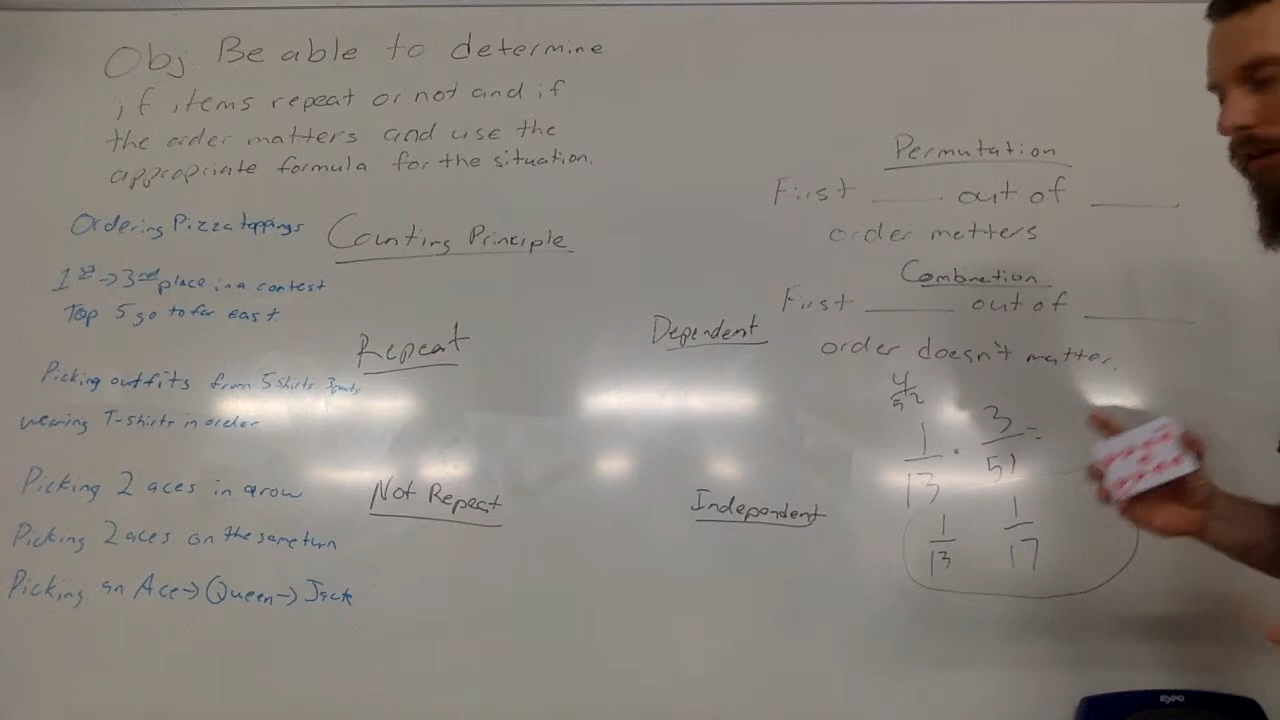 Obj: Be able to determine
if items repeat or not and if
the order matters and use the
appropriate formula for the situation.
Ordering Pizza toppings
Counting Principle
1st → 3rd place in a contest
Top 5 go to far East
Repeat
Picking outfits from 5 shirts 3 pants
wearing T-shirts in order
Picking 2 aces in a row
Not Repeat
Picking 2 aces on the same turn
Picking an Ace → Queen → Jack
Dependent
Independent
Permutation
First ____ out of ____
order matters
Combination
First ____ out of ____
order doesn't matter.
4/52
1/13 · 3/51 =
1/13 1/17
EXPO